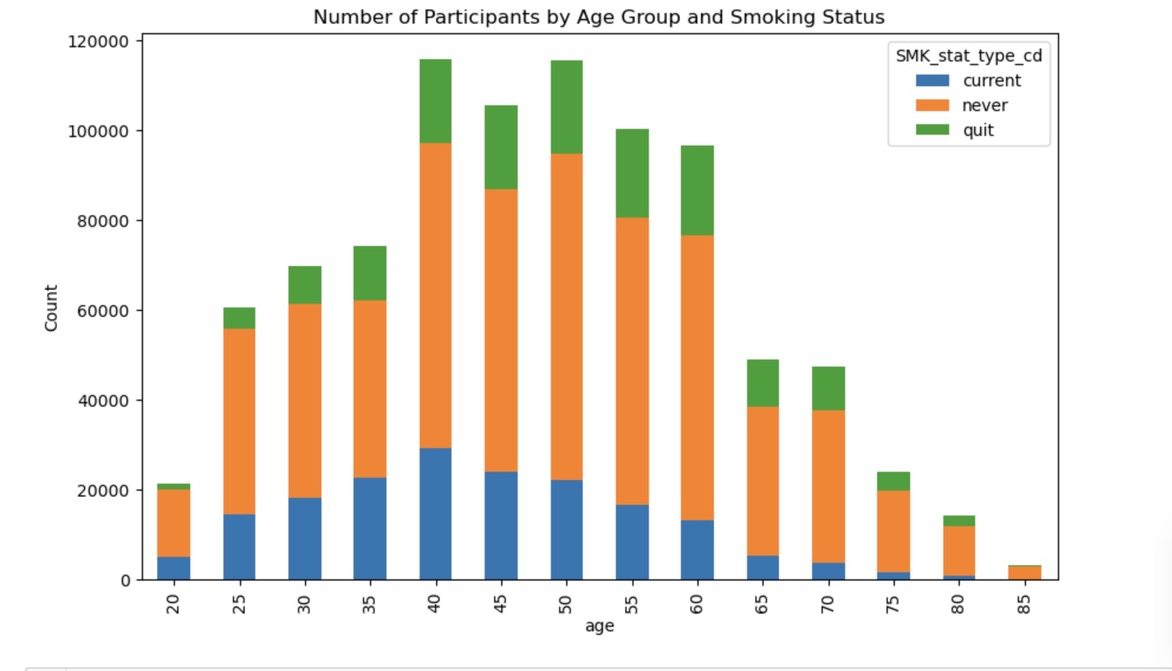 Number of Participants by Age Group and Smoking Status
120000
100000
80000
60000
40000
20000
0
Count
SMK_stat_type_cd
current
never
quit
20 25 30 35 40 45 50 55 60 65 70 75 80 85
age